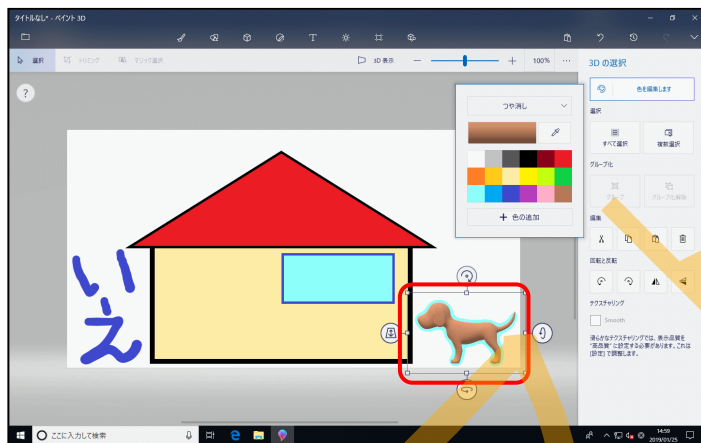 タイトルなし* - ペイント 3D
選択
トリミング
マジック選択
3D 表示
100%
?
つや消し
色の追加
いえ
3D の選択
色を編集します
選択
すべて選択
複数選択
グループ化
グループ
グループ化解除
編集
回転と反転
テクスチャリング
Smooth
滑らかなテクスチャリングでは、表示品質を
"高品質" に設定する必要があります。これは
[設定] で調整します。
ここに入力して検索
14:59
2019/01/25